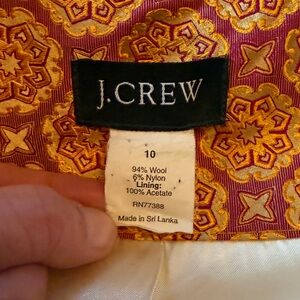 J.CREW
10
94% Wool
6% Nylon
Lining:
100% Acetate
RN77388
Made in Sri Lanka